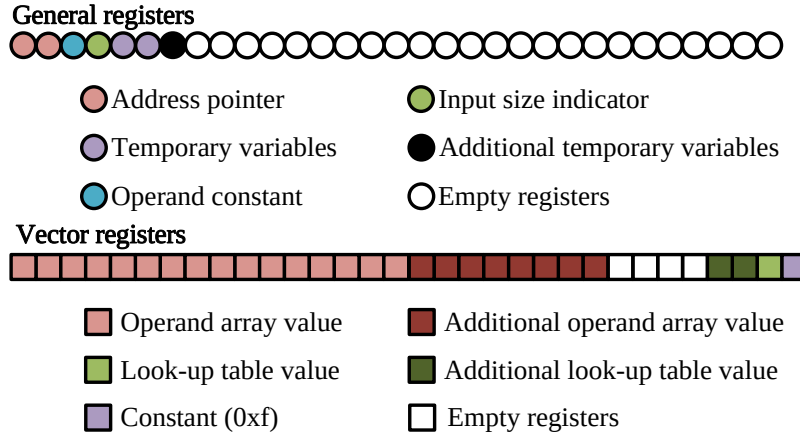 General registers
Address pointer
Input size indicator
Temporary variables
Additional temporary variables
Operand constant
Empty registers
Vector registers
Operand array value
Additional operand array value
Look-up table value
Additional look-up table value
Constant (0xf)
Empty registers